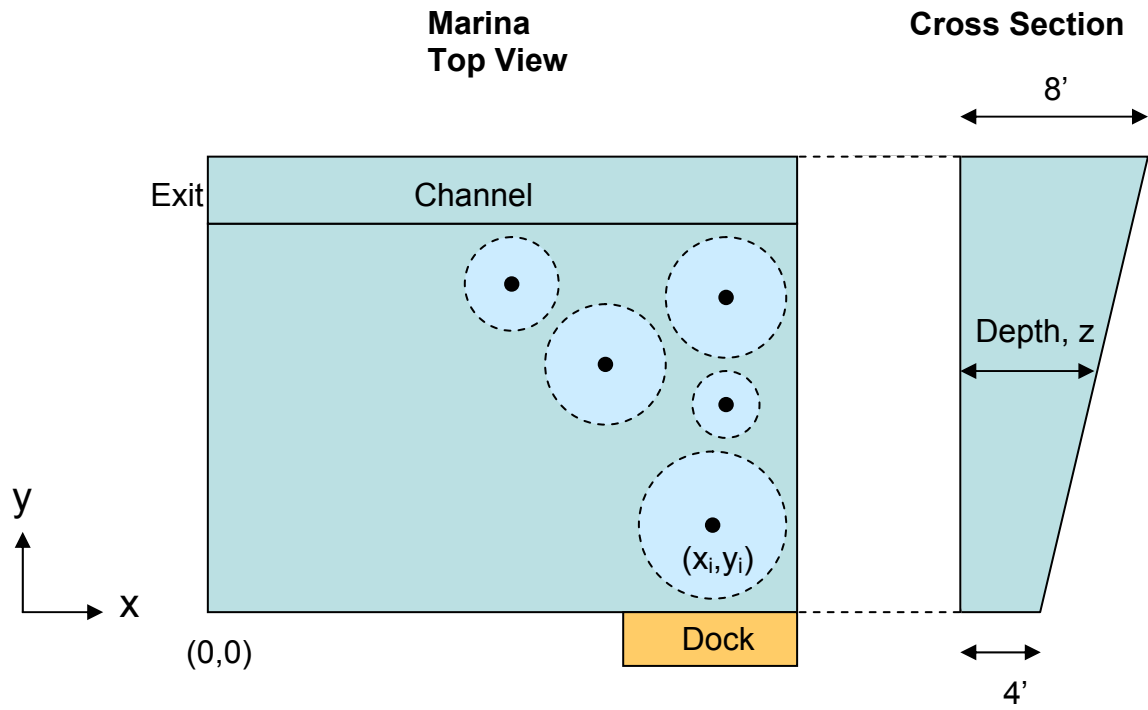 Marina
Top View
Cross Section
8’
Exit
Channel
Depth, z
y
x
(xᵢ,yᵢ)
(0,0)
Dock
4’